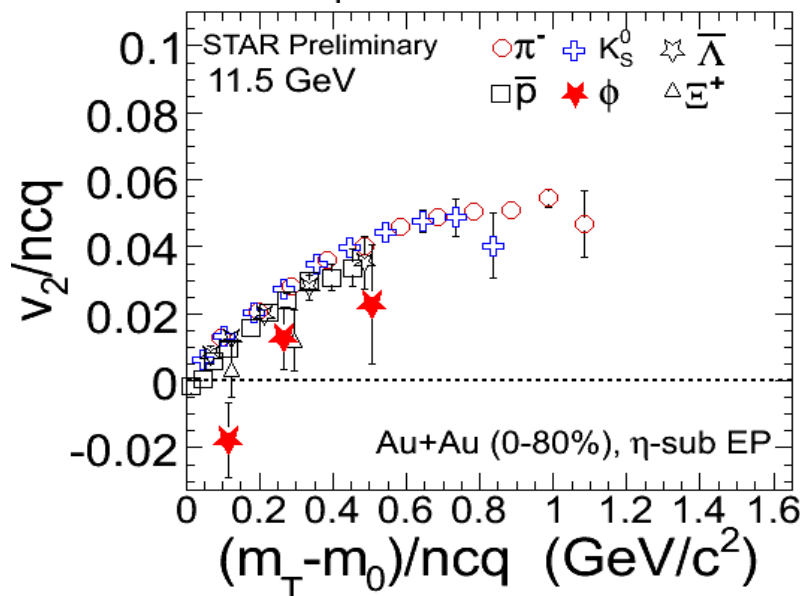 STAR Preliminary
11.5 GeV
π⁻ K⁰_S Λ̅
p̅ ϕ Ξ⁺
v₂/ncq
0.1
0.08
0.06
0.04
0.02
0
-0.02
Au+Au (0-80%), η-sub EP
0 0.2 0.4 0.6 0.8 1 1.2 1.4 1.6
(m_T-m₀)/ncq (GeV/c²)